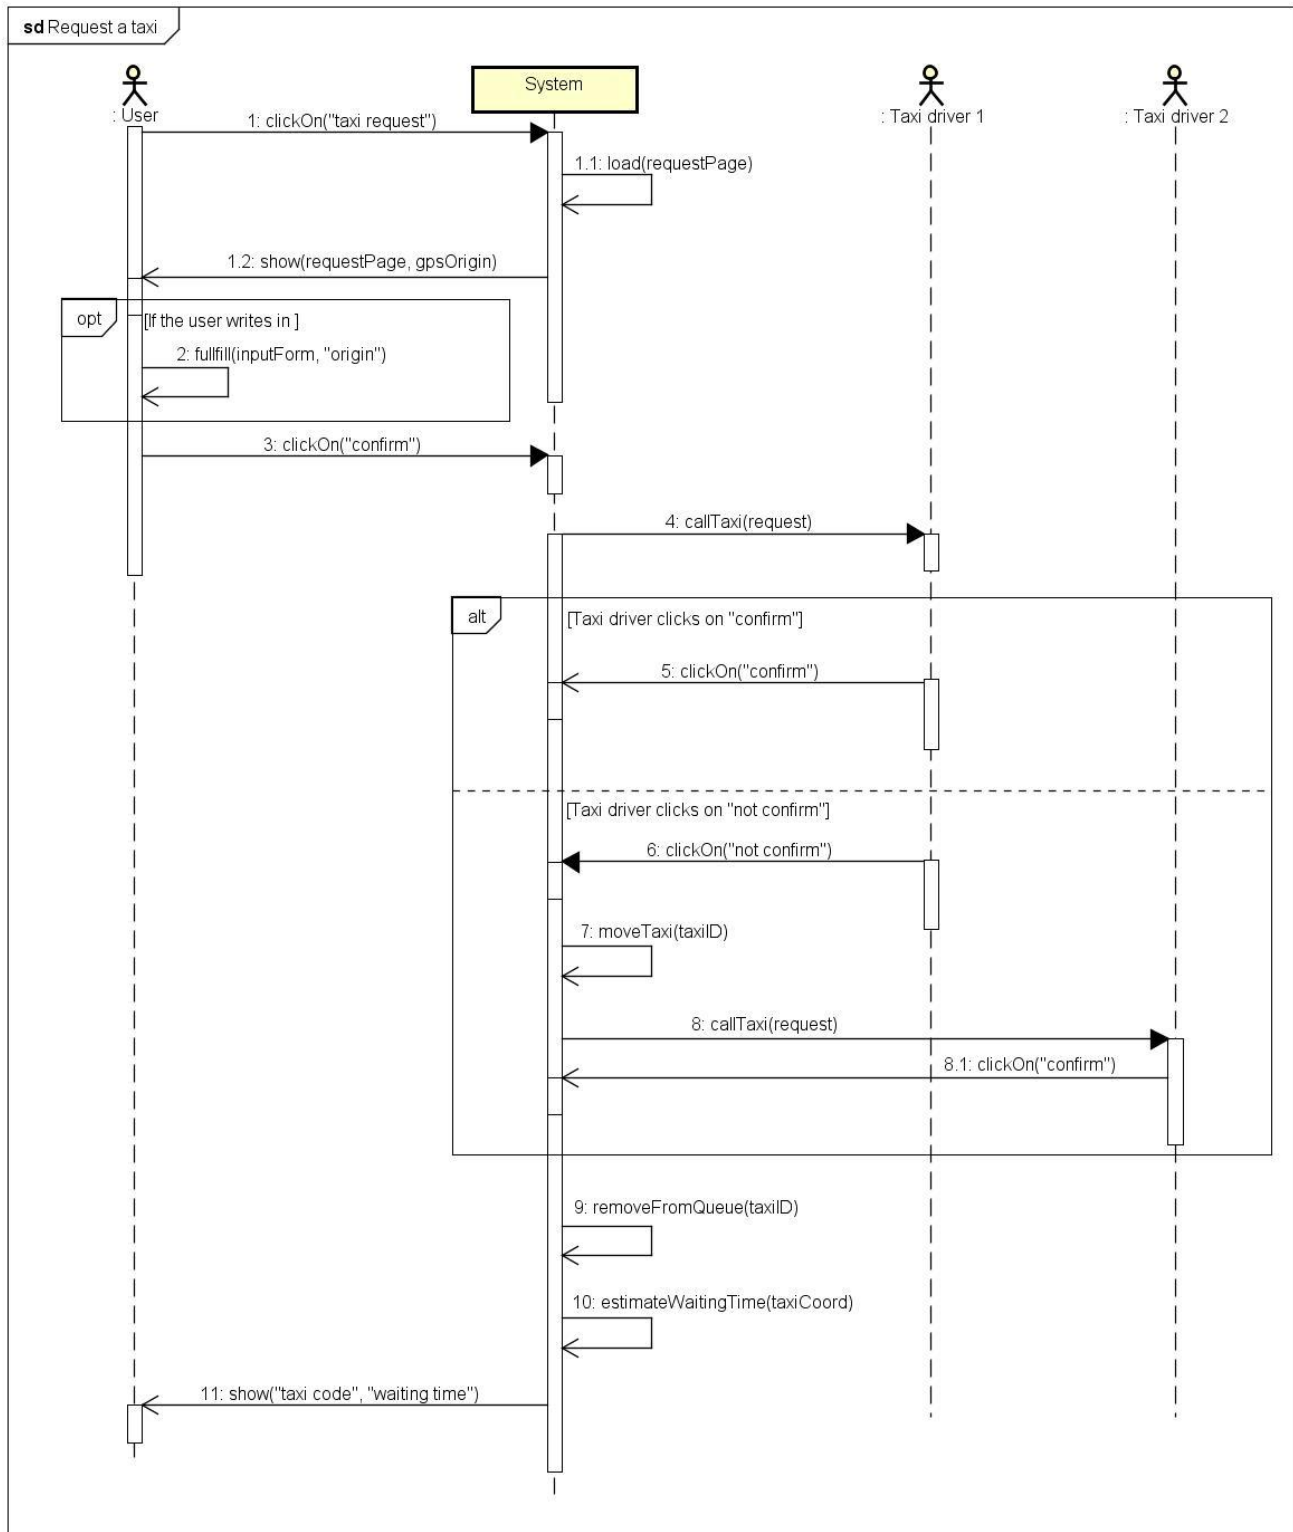 sd Request a taxi
System
: User
: Taxi driver 1
: Taxi driver 2
1: clickOn("taxi request")
1.1: load(requestPage)
1.2: show(requestPage, gpsOrigin)
opt
[If the user writes in ]
2: fullfill(inputForm, "origin")
3: clickOn("confirm")
4: callTaxi(request)
alt
[Taxi driver clicks on "confirm"]
5: clickOn("confirm")
[Taxi driver clicks on "not confirm"]
6: clickOn("not confirm")
7: moveTaxi(taxiID)
8: callTaxi(request)
8.1: clickOn("confirm")
9: removeFromQueue(taxiID)
10: estimateWaitingTime(taxiCoord)
11: show("taxi code", "waiting time")